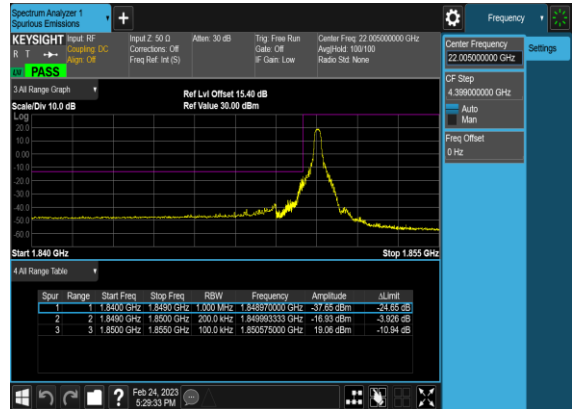 Spectrum Analyzer 1
Spurious Emissions
+
Frequency
KEYSIGHT Input: RF Input Z: 50 Ω Atten: 30 dB Trig: Free Run Center Freq: 22.005000000 GHz
R T Coupling: DC Corrections: Off Gate: Off Avg|Hold: 100/100
Align: Off Freq Ref: Int (S) IF Gain: Low Radio Std: None
PASS
Center Frequency
22.005000000 GHz
Settings
CF Step
4.399000000 GHz
Auto
Man
Freq Offset
0 Hz
3 All Range Graph
Ref Lvl Offset 15.40 dB
Scale/Div 10.0 dB Ref Value 30.00 dBm
Log
20.0
10.0
0.00
-10.0
-20.0
-30.0
-40.0
-50.0
-60.0
Start 1.840 GHz Stop 1.855 GHz
4 All Range Table
Spur Range Start Freq Stop Freq RBW Frequency Amplitude ΔLimit
1 1 1.8400 GHz 1.8490 GHz 1.000 MHz 1.848970000 GHz -37.65 dBm -24.65 dB
2 2 1.8490 GHz 1.8500 GHz 200.0 kHz 1.849993333 GHz -16.93 dBm -3.926 dB
3 3 1.8500 GHz 1.8550 GHz 100.0 kHz 1.850575000 GHz 19.06 dBm -10.94 dB
? Feb 24, 2023
5:29:33 PM